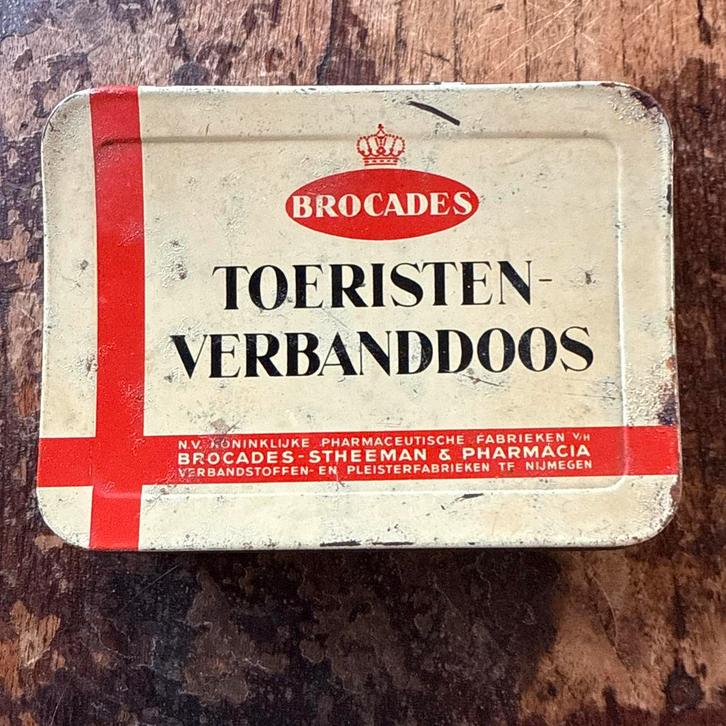 BROCADES
TOERISTEN-
VERBANDDOOS
N.V. KONINKLIJKE PHARMACEUTISCHE FABRIEKEN V/H
BROCADES-STHEEMAN & PHARMACIA
VERBANDSTOFFEN- EN PLEISTERFABRIEKEN TE NIJMEGEN